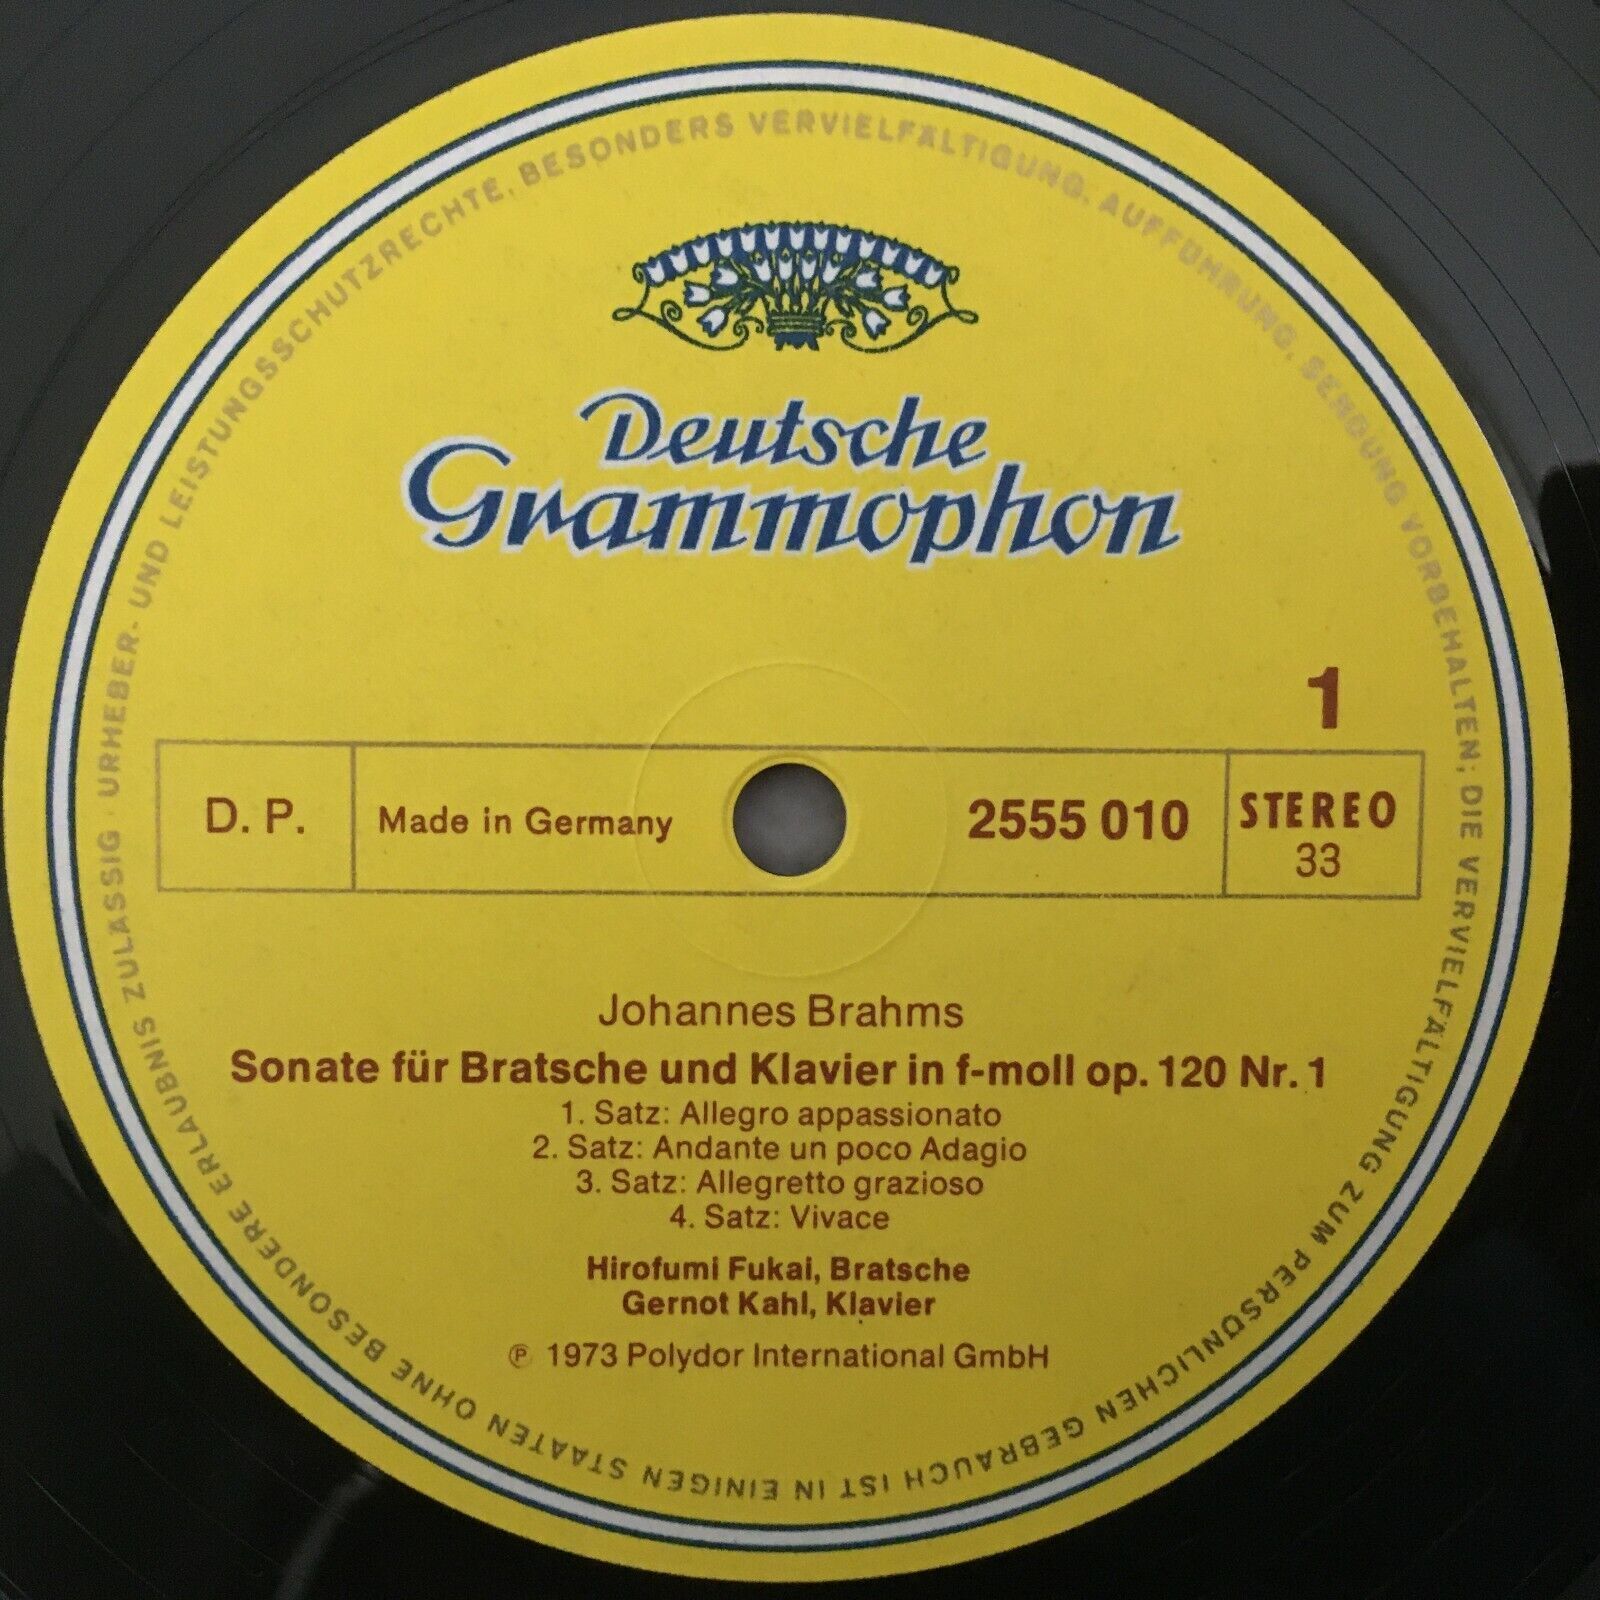 URHEBER- UND LEISTUNGSSCHUTZRECHTE, BESONDERS VERVIELFÄLTIGUNG, AUFFÜHRUNG, SENDUNG VORBEHALTEN; DIE VERVIELFÄLTIGUNG ZUM PERSÖNLICHEN GEBRAUCH IST IN EINIGEN STAATEN OHNE BESONDERE ERLAUBNIS ZULÄSSIG ·
Deutsche
Grammophon
1
D. P. Made in Germany 2555 010 STEREO
33
Johannes Brahms
Sonate für Bratsche und Klavier in f-moll op. 120 Nr. 1
1. Satz: Allegro appassionato
2. Satz: Andante un poco Adagio
3. Satz: Allegretto grazioso
4. Satz: Vivace
Hirofumi Fukai, Bratsche
Gernot Kahl, Klavier
℗ 1973 Polydor International GmbH